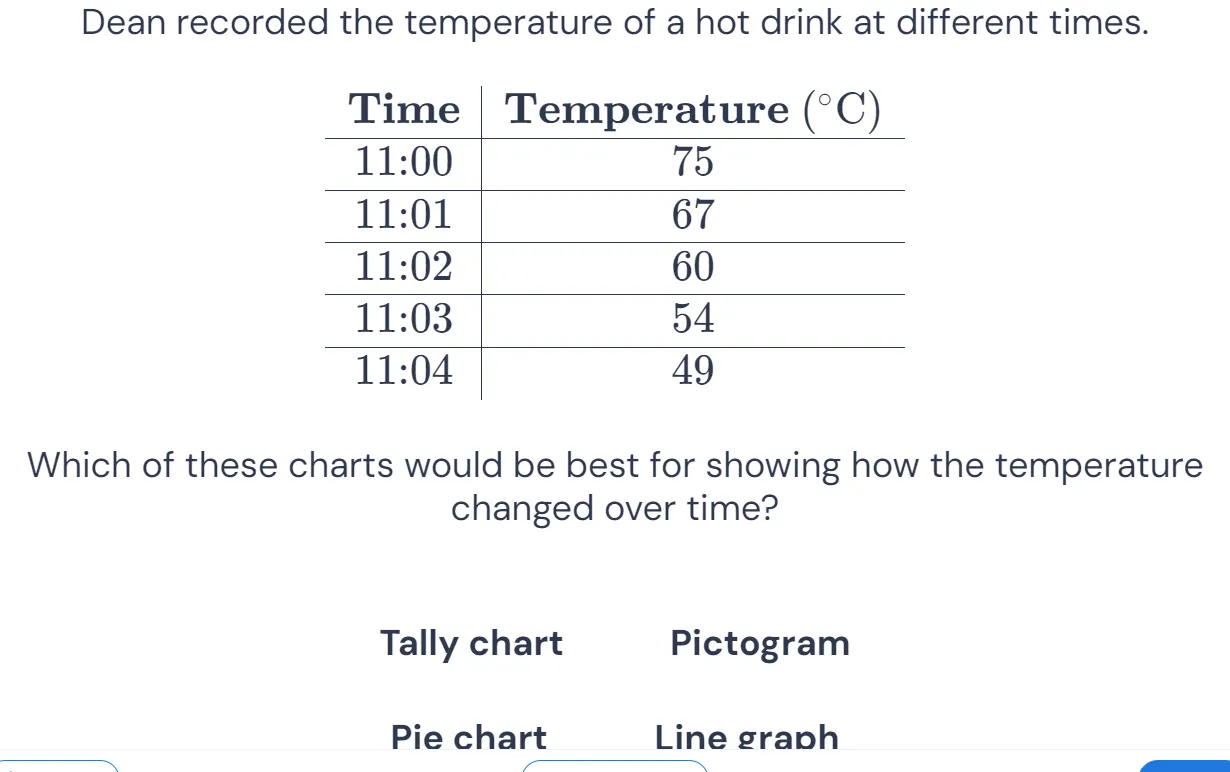 Dean recorded the temperature of a hot drink at different times.
Time Temperature (°C)
11:00 75
11:01 67
11:02 60
11:03 54
11:04 49
Which of these charts would be best for showing how the temperature
changed over time?
Tally chart Pictogram
Pie chart Line graph